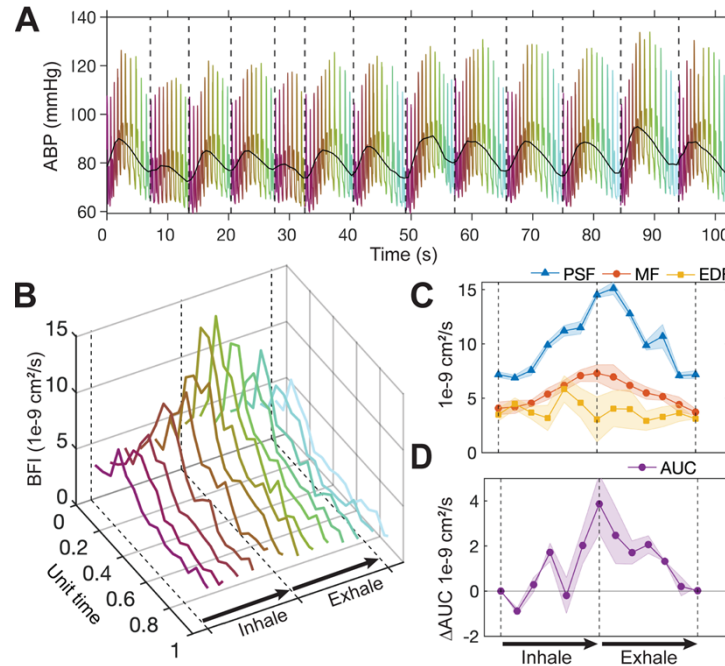 A
ABP (mmHg)
140
120
100
80
60
0 10 20 30 40 50 60 70 80 90 100
Time (s)
B
BFI (1e-9 cm²/s)
15
10
5
0
0
0.2
0.4
0.6
0.8
1
Unit time
Inhale
Exhale
C
PSF MF EDF
1e-9 cm²/s
15
10
5
0
D
AUC
ΔAUC 1e-9 cm²/s
4
2
0
-2
Inhale
Exhale